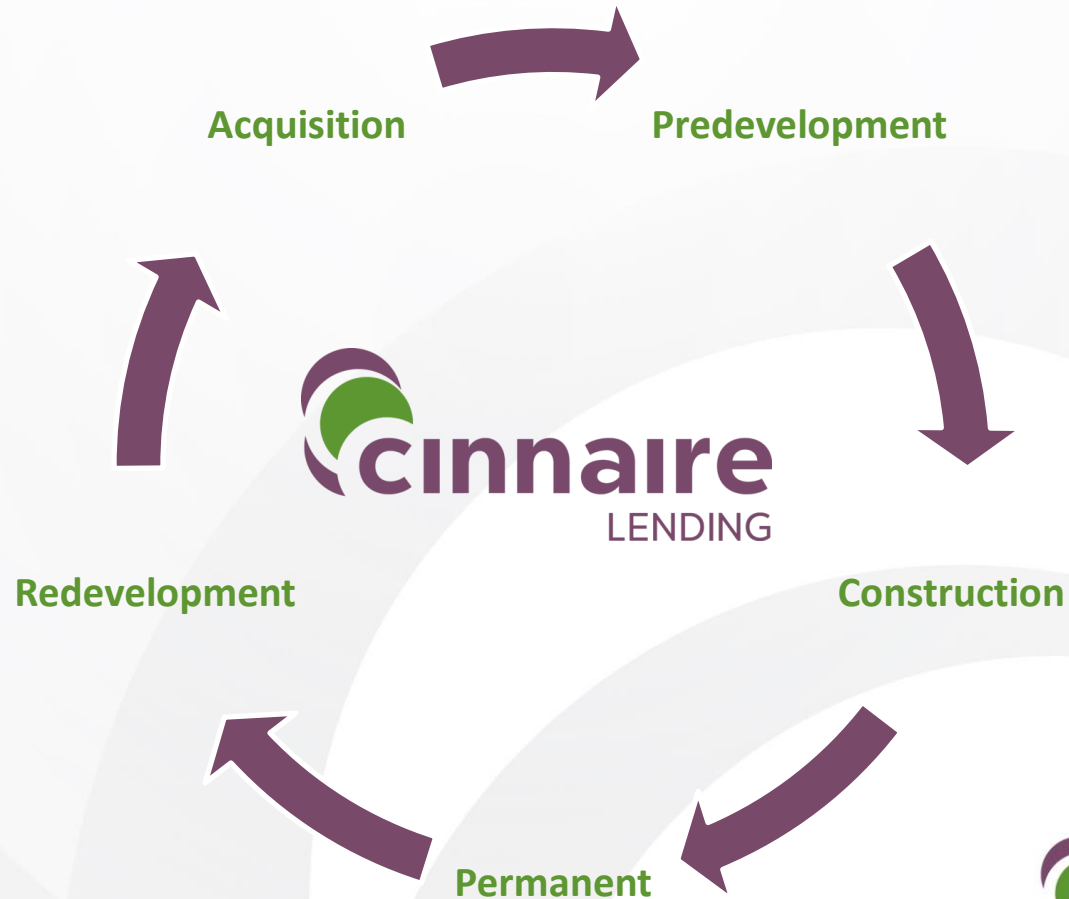 Acquisition
Predevelopment
cinnaire
LENDING
Redevelopment
Construction
Permanent